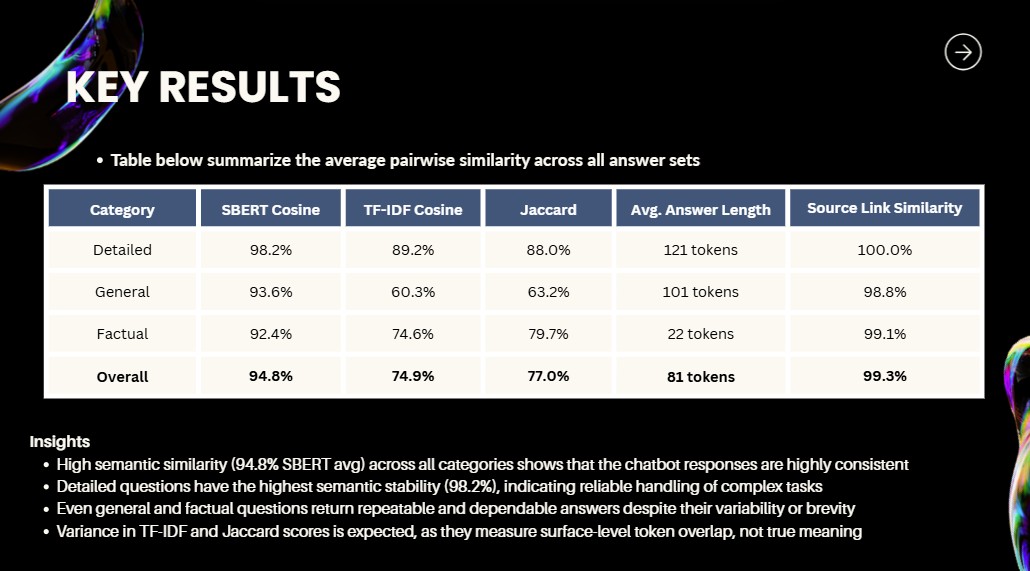 KEY RESULTS
• Table below summarize the average pairwise similarity across all answer sets
Category SBERT Cosine TF-IDF Cosine Jaccard Avg. Answer Length Source Link Similarity
Detailed 98.2% 89.2% 88.0% 121 tokens 100.0%
General 93.6% 60.3% 63.2% 101 tokens 98.8%
Factual 92.4% 74.6% 79.7% 22 tokens 99.1%
Overall 94.8% 74.9% 77.0% 81 tokens 99.3%
Insights
• High semantic similarity (94.8% SBERT avg) across all categories shows that the chatbot responses are highly consistent
• Detailed questions have the highest semantic stability (98.2%), indicating reliable handling of complex tasks
• Even general and factual questions return repeatable and dependable answers despite their variability or brevity
• Variance in TF-IDF and Jaccard scores is expected, as they measure surface-level token overlap, not true meaning